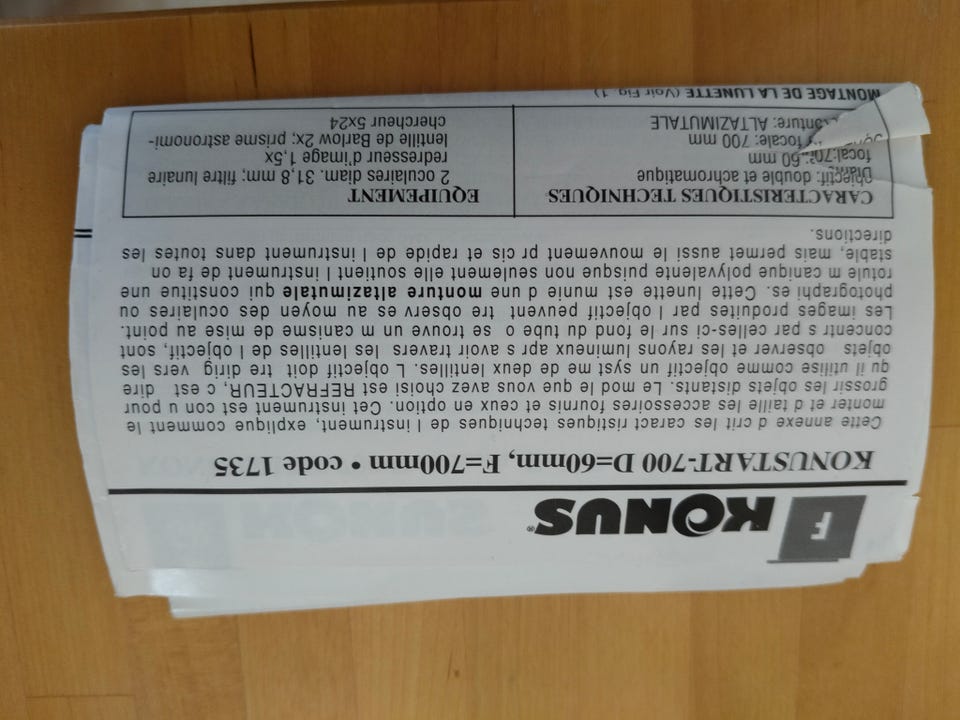 F KONUS®
KONUSTART-700 D=60mm, F=700mm • code 1735
Cette annexe d crit les caract ristiques techniques de l instrument, explique comment le
monter et d taille les accessoires fournis et ceux en option. Cet instrument est con u pour
grossir les objets distants. Le mod le que vous avez choisi est REFRACTEUR, c est dire
qu il utilise comme objectif un syst me de deux lentilles. L objectif doit tre dirig vers les
objets observer et les rayons lumineux apr s avoir travers les lentilles de l objectif, sont
concentr s par celles-ci sur le fond du tube o se trouve un m canisme de mise au point.
Les images produites par l objectif peuvent tre observ es au moyen des oculaires ou
photographi es. Cette lunette est munie d une monture altazimutale qui constitue une
rotule m canique polyvalente puisque non seulement elle soutient l instrument de fa on
stable, mais permet aussi le mouvement pr cis et rapide de l instrument dans toutes les
directions.
CARACTERISTIQUES TECHNIQUES
Objectif: double et achromatique
Diam. 60 mm
focale: 700 mm
ALTAZIMUTALE
EQUIPEMENT
2 oculaires diam. 31,8 mm; filtre lunaire
redresseur d'image 1,5x
lentille de Barlow 2x; prisme astronomi-
chercheur 5x24
MONTAGE DE LA LUNETTE (Voir Fig. 1)